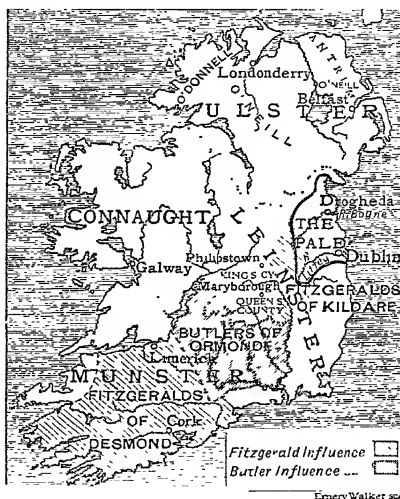 ANTRIM
O'DONNELL
Londonderry
O'NEILL
Belfast
ULSTER
O'NEILL
Drogheda
R. Boyne
CONNAUGHT
THE
PALE
LEINSTER
Dublin
Philipstown
Galway
KING'S CY
Maryborough
QUEEN'S
COUNTY
FITZGERALDS
OF KILDARE
BUTLERS OF
ORMONDE
Limerick
MUNSTER
FITZGERALDS
OF
Cork
DESMOND
Fitzgerald Influence
Butler Influence
Emery Walker sc.